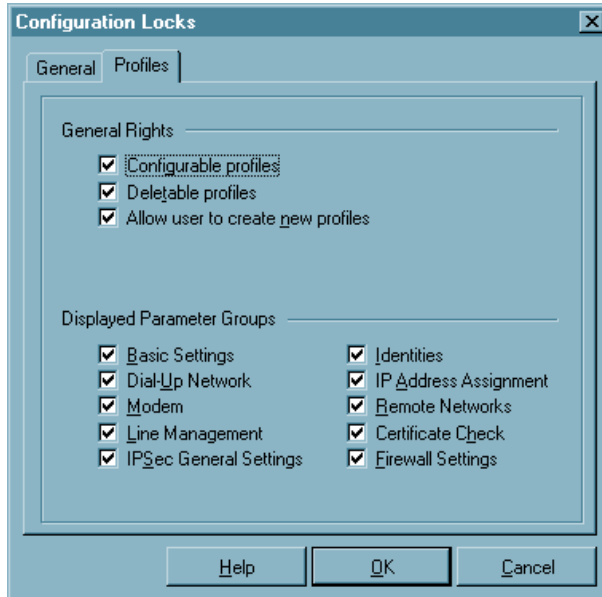 Configuration Locks
General Profiles
General Rights
Configurable profiles
Deletable profiles
Allow user to create new profiles
Displayed Parameter Groups
Basic Settings Identities
Dial-Up Network IP Address Assignment
Modem Remote Networks
Line Management Certificate Check
IPSec General Settings Firewall Settings
Help OK Cancel